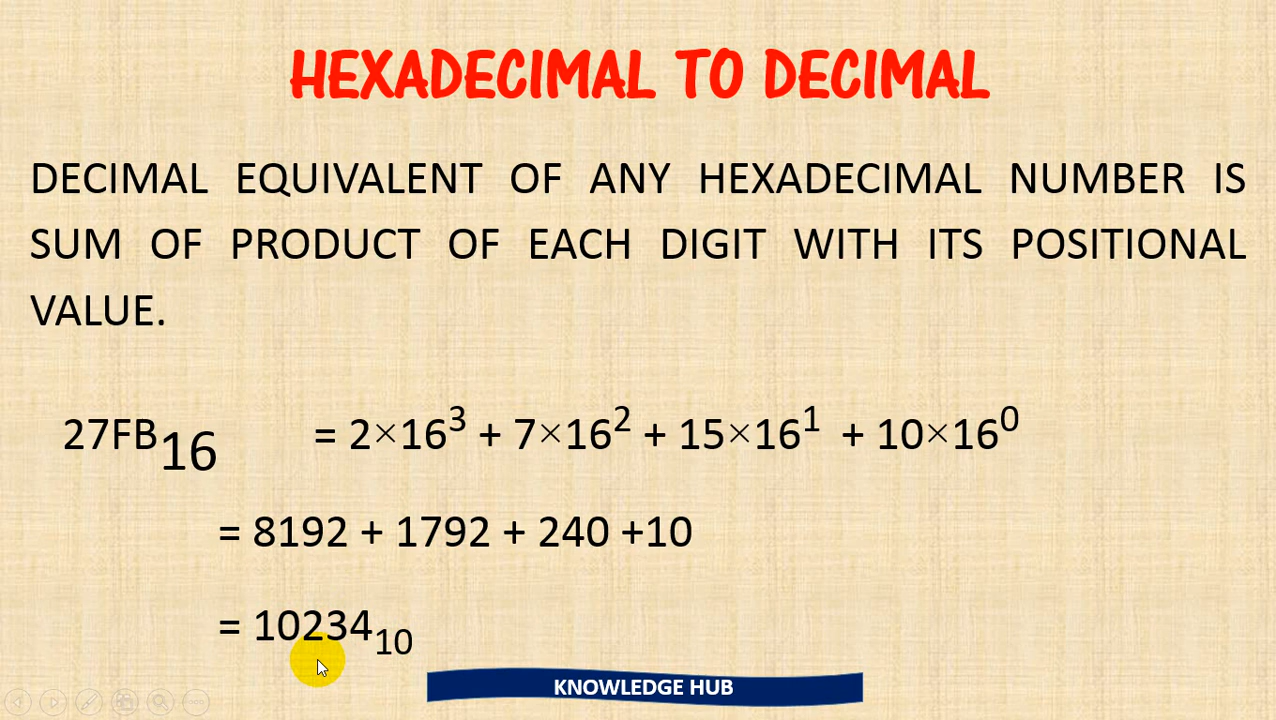 HEXADECIMAL TO DECIMAL
DECIMAL EQUIVALENT OF ANY HEXADECIMAL NUMBER IS
SUM OF PRODUCT OF EACH DIGIT WITH ITS POSITIONAL
VALUE.
27FB₁₆ = 2×16³ + 7×16² + 15×16¹ + 10×16⁰
= 8192 + 1792 + 240 +10
= 10234₁₀
KNOWLEDGE HUB